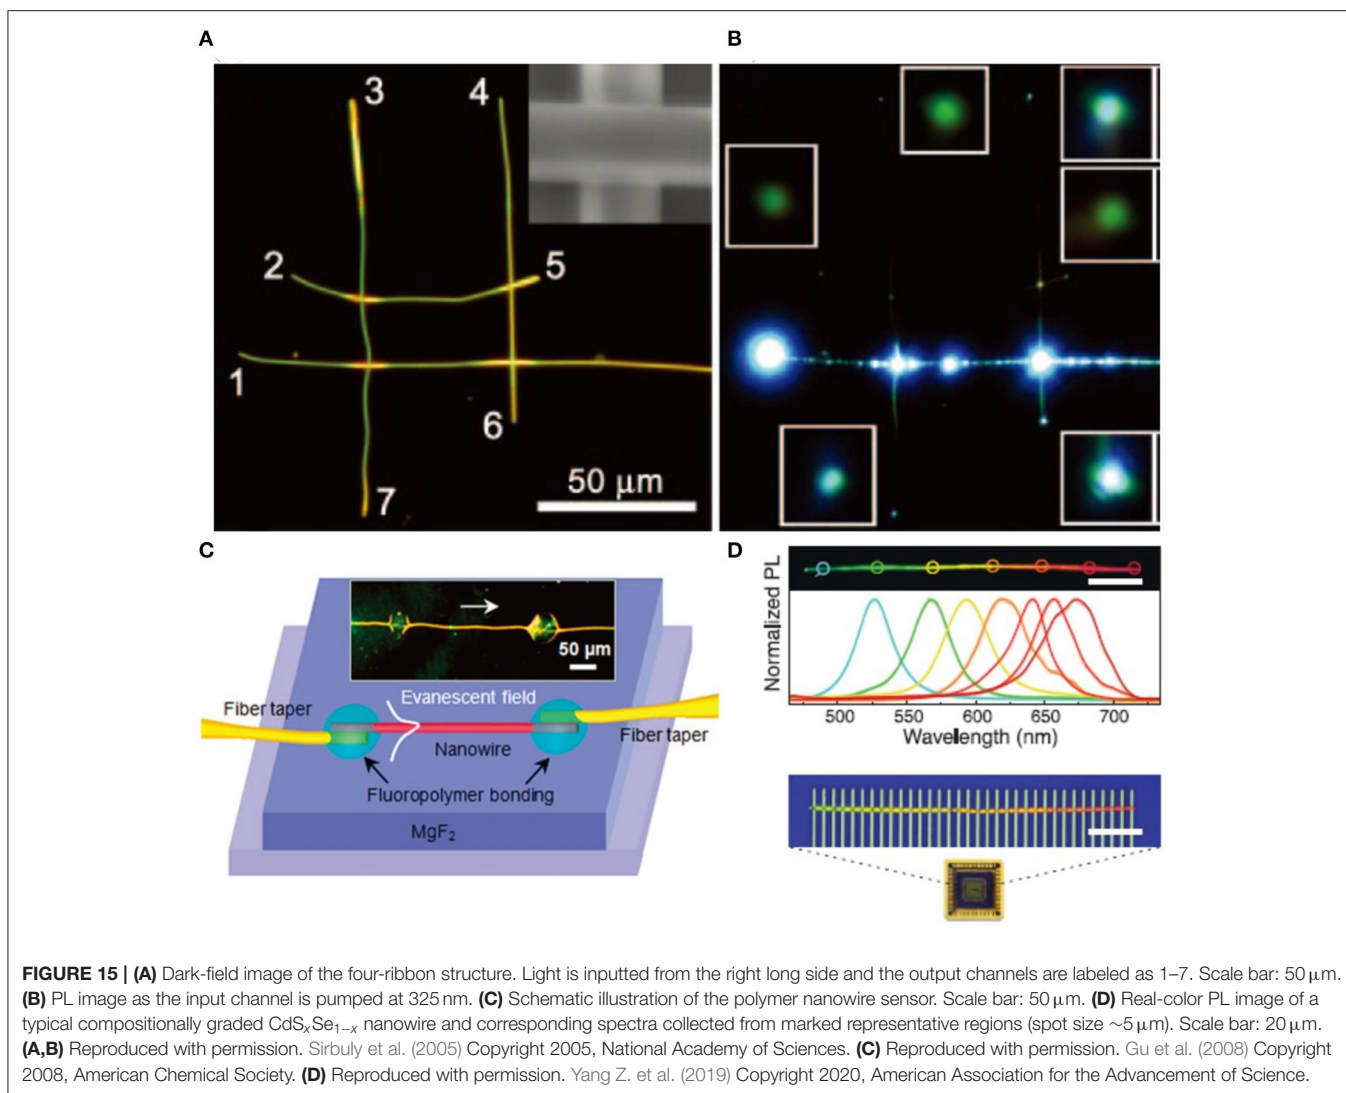 A
B
3
4
2
5
1
6
50 μm
7
C
D
50 μm
Evanescent field
Fiber taper
Fiber taper
Nanowire
Fluoropolymer bonding
MgF₂
Normalized PL
500 550 600 650 700
Wavelength (nm)
FIGURE 15 | (A) Dark-field image of the four-ribbon structure. Light is inputted from the right long side and the output channels are labeled as 1–7. Scale bar: 50 μm.
(B) PL image as the input channel is pumped at 325 nm. (C) Schematic illustration of the polymer nanowire sensor. Scale bar: 50 μm. (D) Real-color PL image of a
typical compositionally graded CdSₓSe₁₋ₓ nanowire and corresponding spectra collected from marked representative regions (spot size ∼5 μm). Scale bar: 20 μm.
(A,B) Reproduced with permission. Sirbuly et al. (2005) Copyright 2005, National Academy of Sciences. (C) Reproduced with permission. Gu et al. (2008) Copyright
2008, American Chemical Society. (D) Reproduced with permission. Yang Z. et al. (2019) Copyright 2020, American Association for the Advancement of Science.